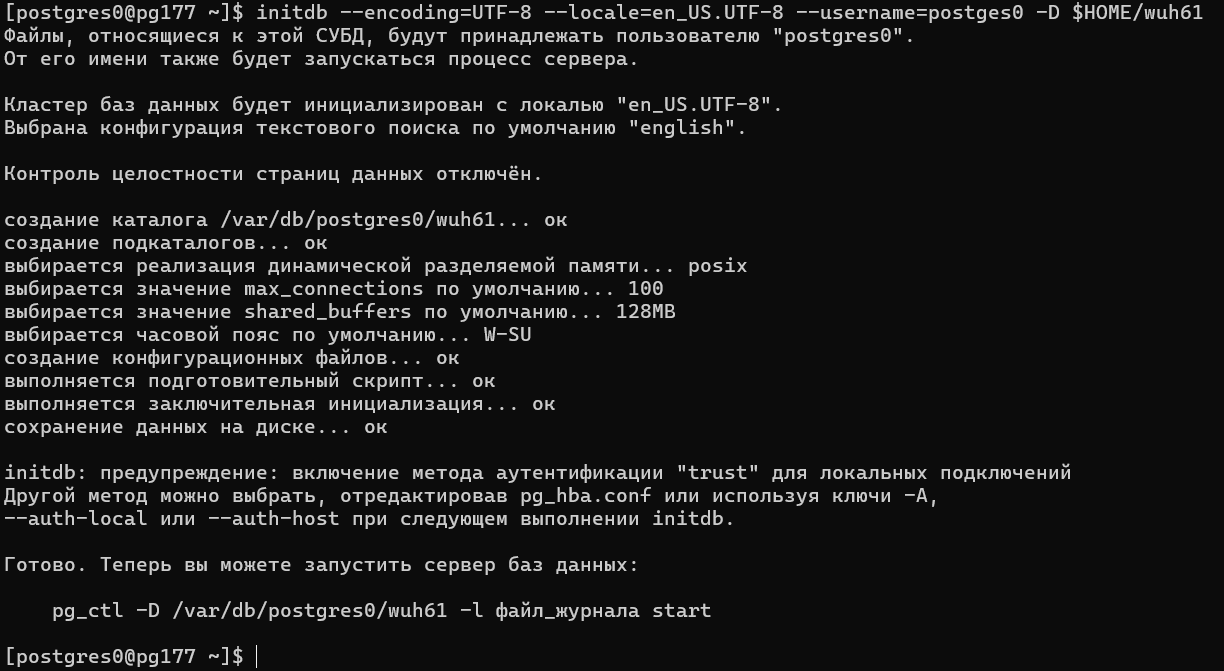 [postgres0@pg177 ~]$ initdb --encoding=UTF-8 --locale=en_US.UTF-8 --username=postges0 -D $HOME/wuh61
Файлы, относящиеся к этой СУБД, будут принадлежать пользователю "postgres0".
От его имени также будет запускаться процесс сервера.

Кластер баз данных будет инициализирован с локалью "en_US.UTF-8".
Выбрана конфигурация текстового поиска по умолчанию "english".

Контроль целостности страниц данных отключён.

создание каталога /var/db/postgres0/wuh61... ок
создание подкаталогов... ок
выбирается реализация динамической разделяемой памяти... posix
выбирается значение max_connections по умолчанию... 100
выбирается значение shared_buffers по умолчанию... 128MB
выбирается часовой пояс по умолчанию... W-SU
создание конфигурационных файлов... ок
выполняется подготовительный скрипт... ок
выполняется заключительная инициализация... ок
сохранение данных на диске... ок

initdb: предупреждение: включение метода аутентификации "trust" для локальных подключений
Другой метод можно выбрать, отредактировав pg_hba.conf или используя ключи -A,
--auth-local или --auth-host при следующем выполнении initdb.

Готово. Теперь вы можете запустить сервер баз данных:

    pg_ctl -D /var/db/postgres0/wuh61 -l файл_журнала start

[postgres0@pg177 ~]$